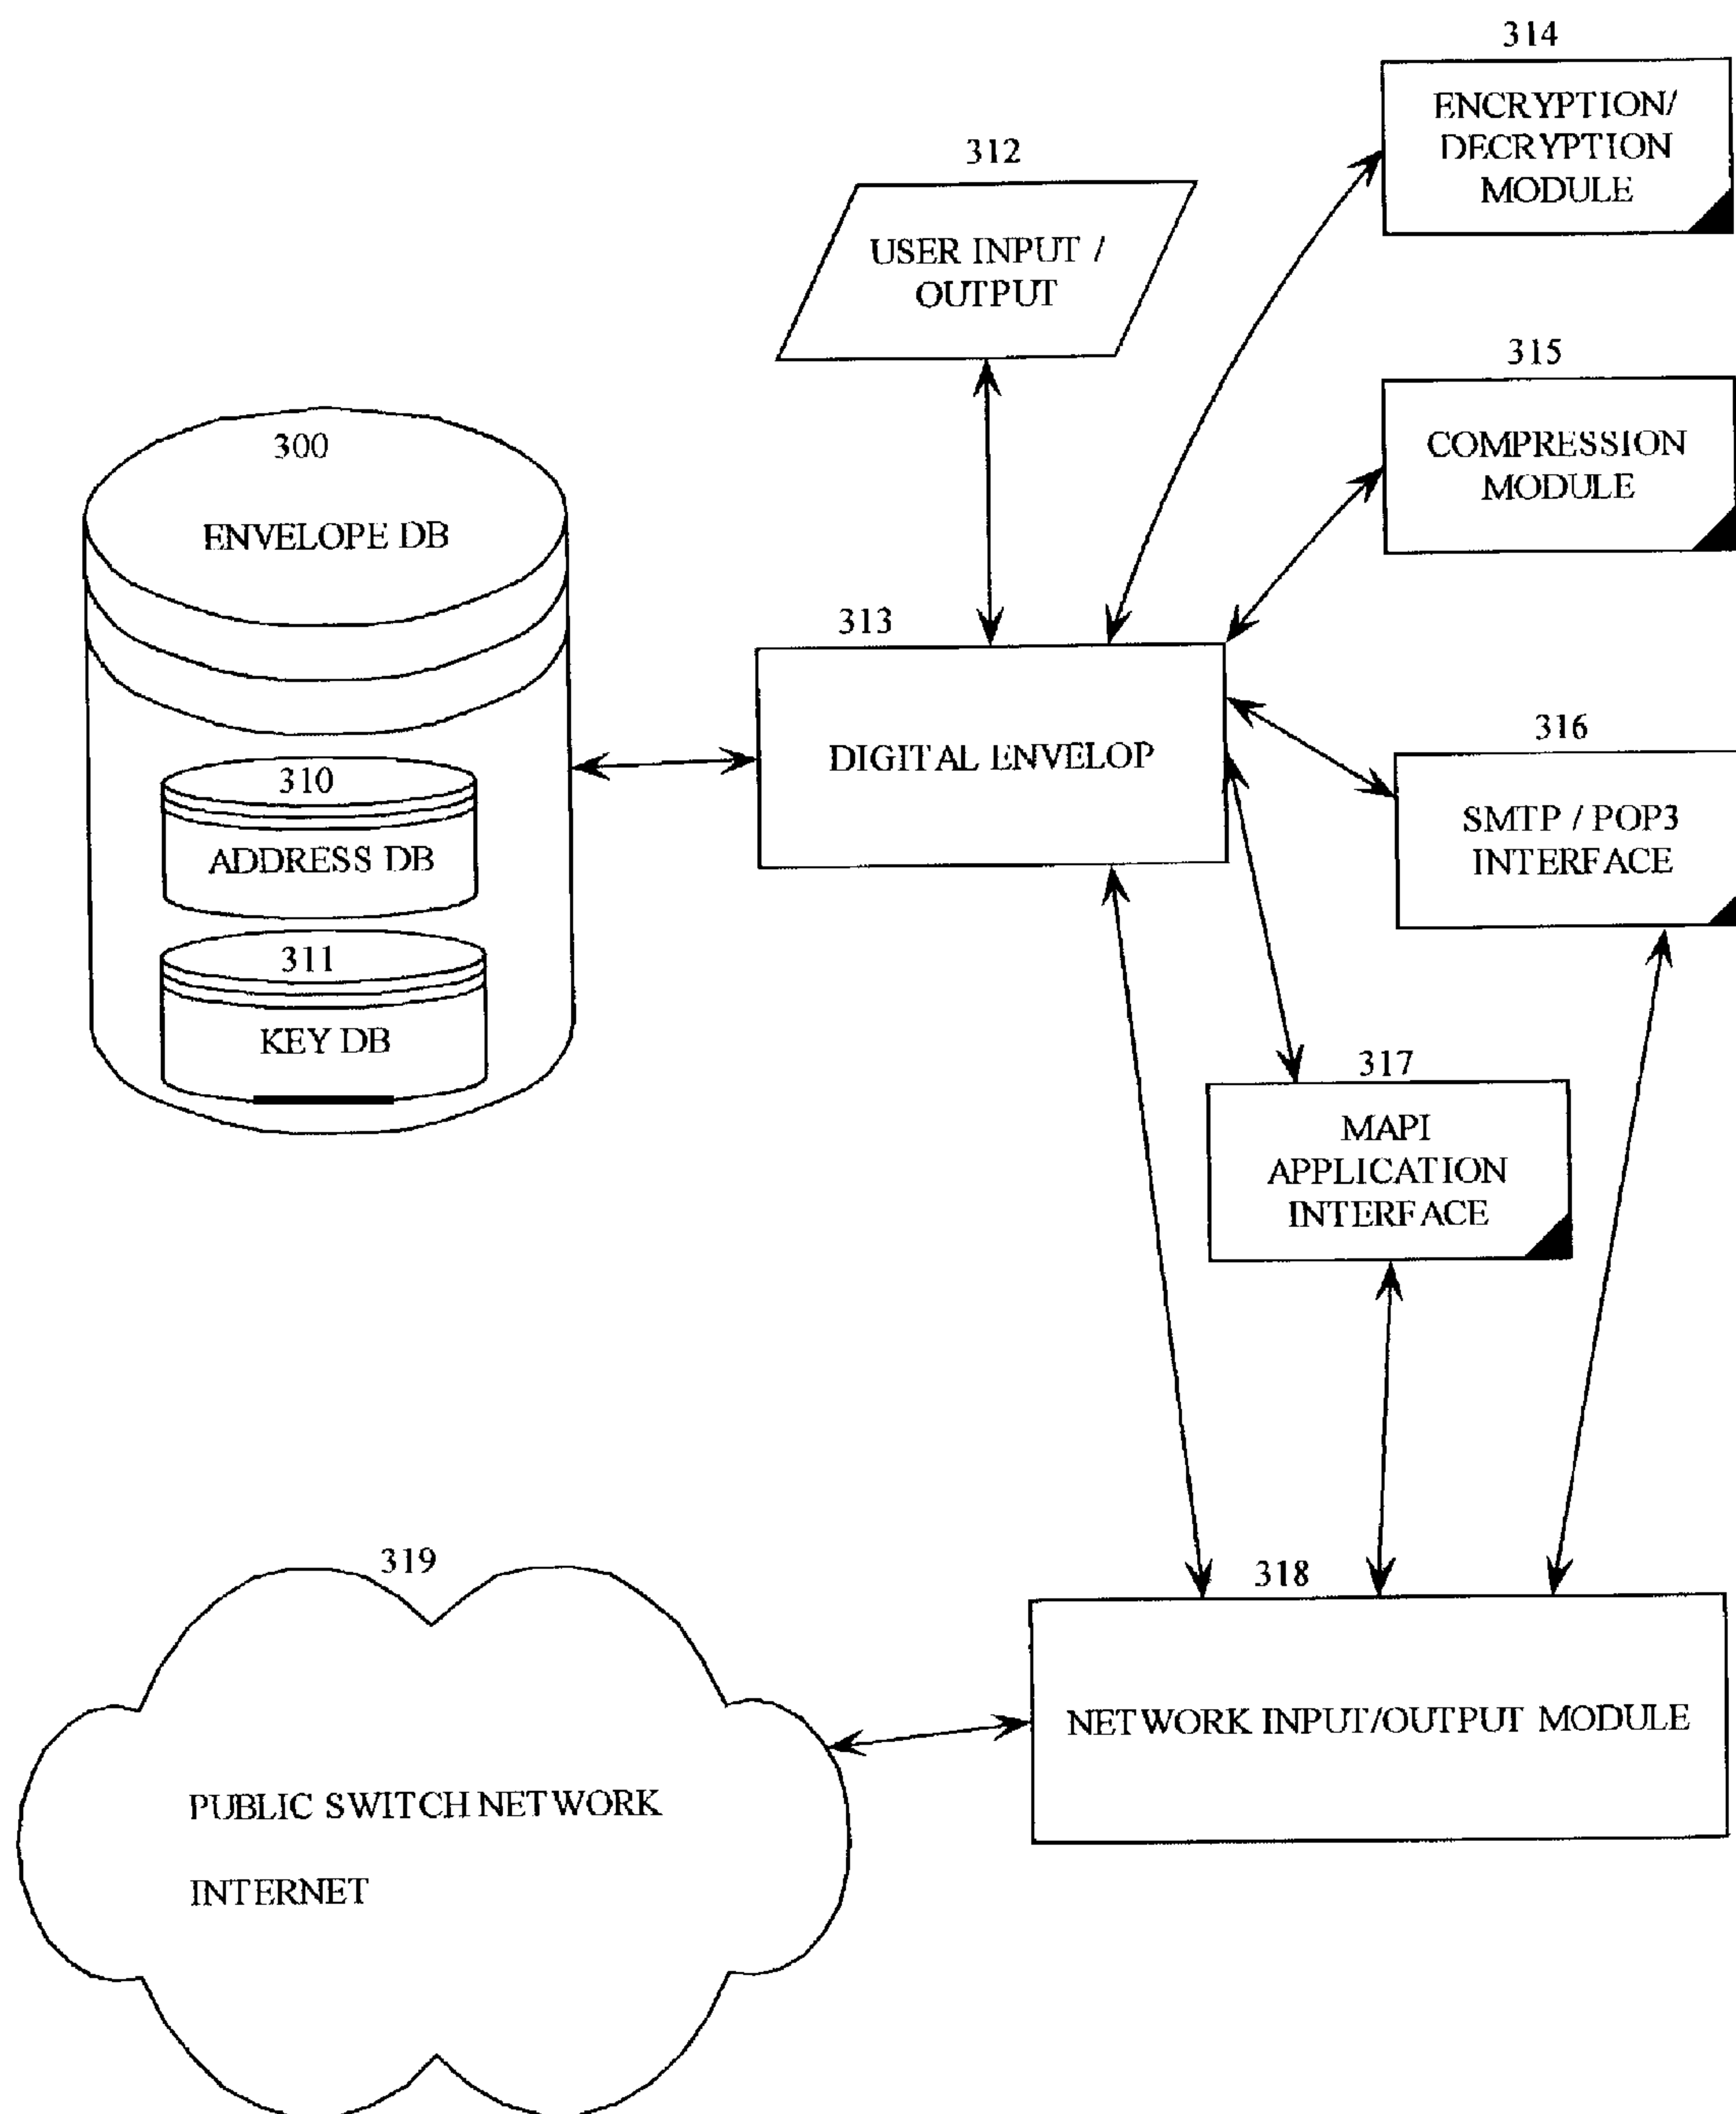 314
ENCRYPTION/
DECRYPTION
MODULE
312
USER INPUT /
OUTPUT
315
COMPRESSION
MODULE
300
ENVELOPE DB
313
DIGITAL ENVELOP
316
SMTP / POP3
INTERFACE
310
ADDRESS DB
311
KEY DB
317
MAPI
APPLICATION
INTERFACE
319
318
NETWORK INPUT/OUTPUT MODULE
PUBLIC SWITCH NETWORK
INTERNET